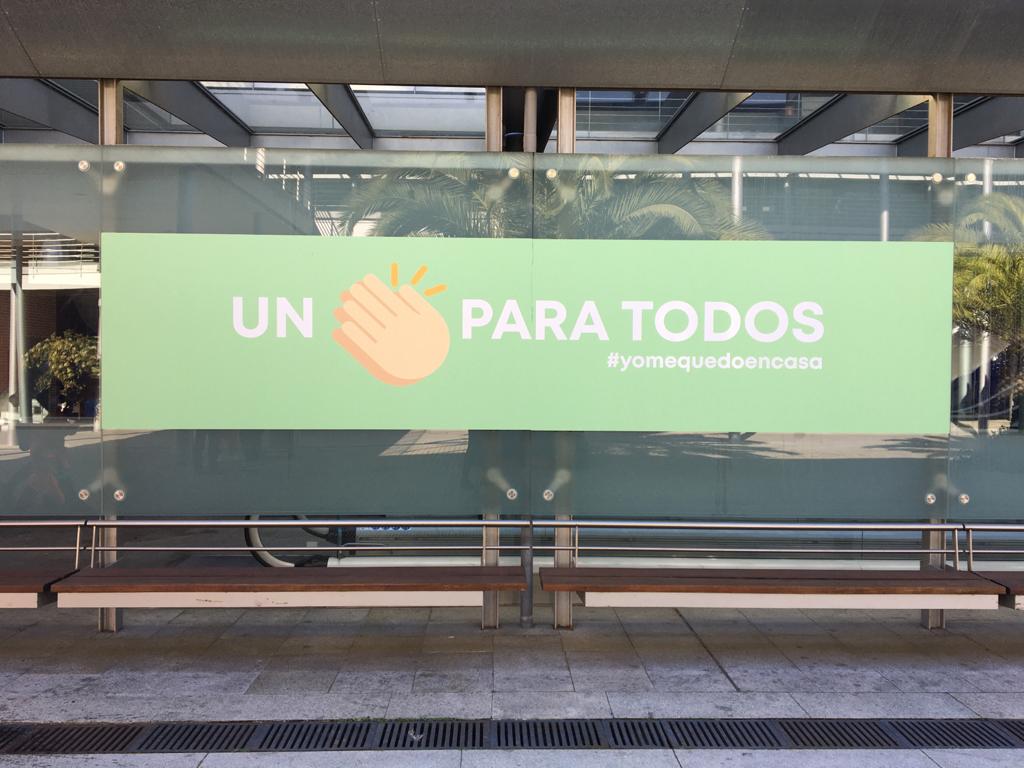 UN 👏 PARA TODOS
#yomequedoencasa